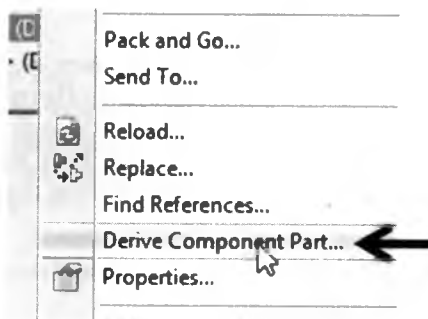 (D
Pack and Go...
(D
Send To...
Reload...
Replace...
Find References...
Derive Component Part...
Properties...